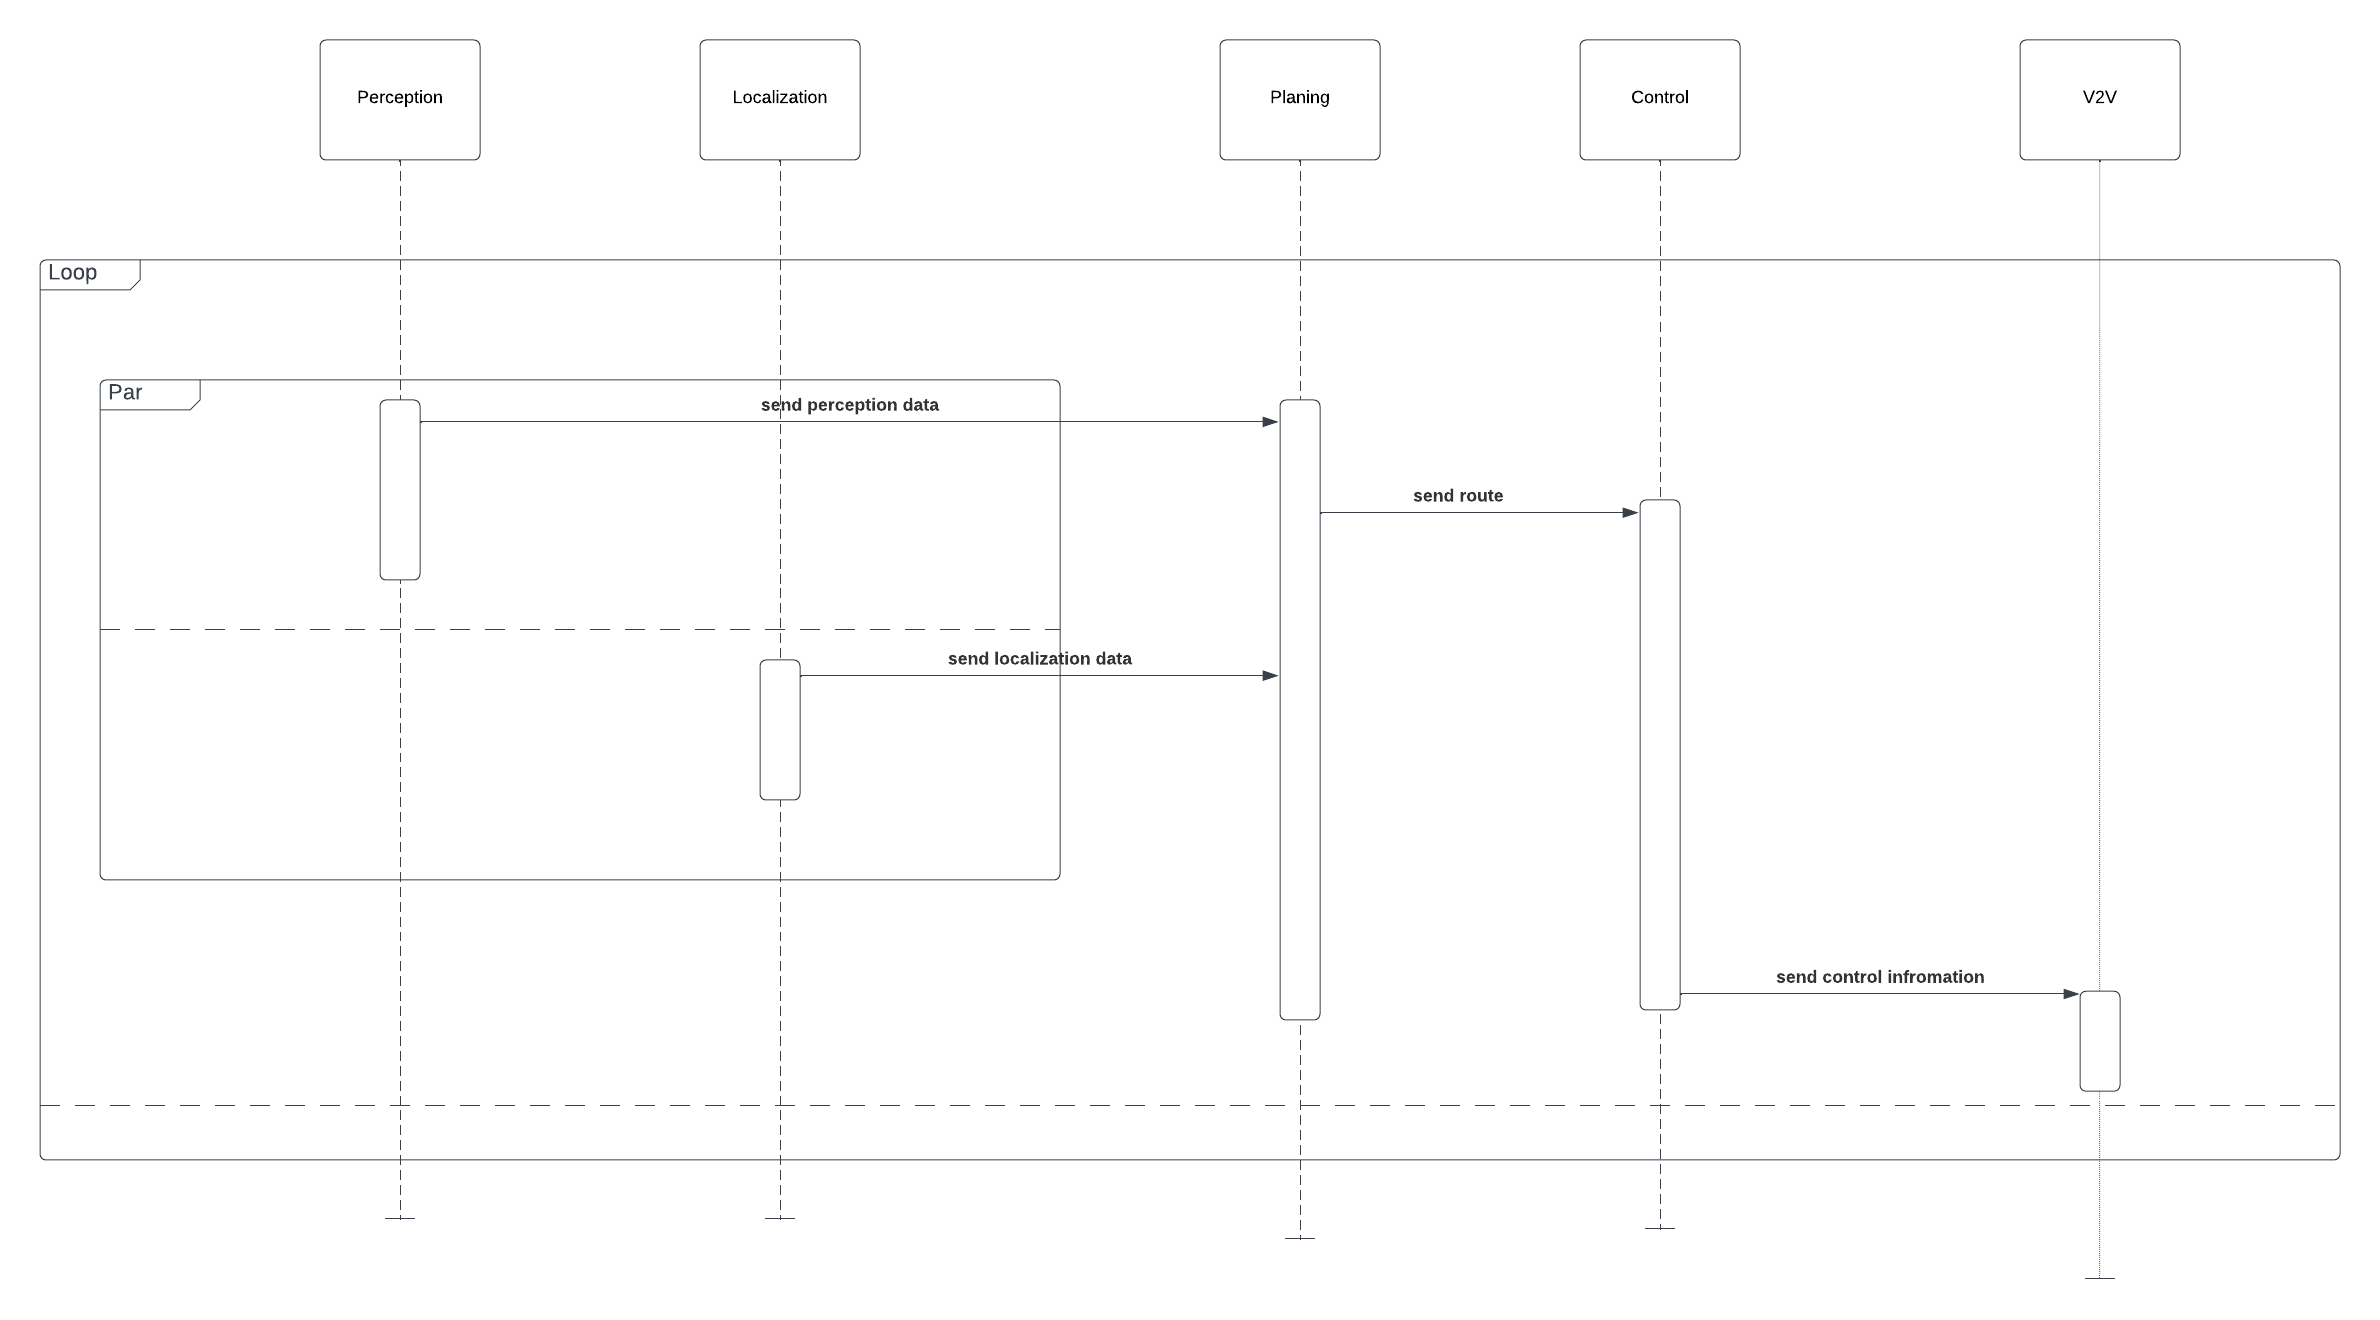 Perception
Localization
Planing
Control
V2V
Loop
Par
send perception data
send route
send localization data
send control infromation